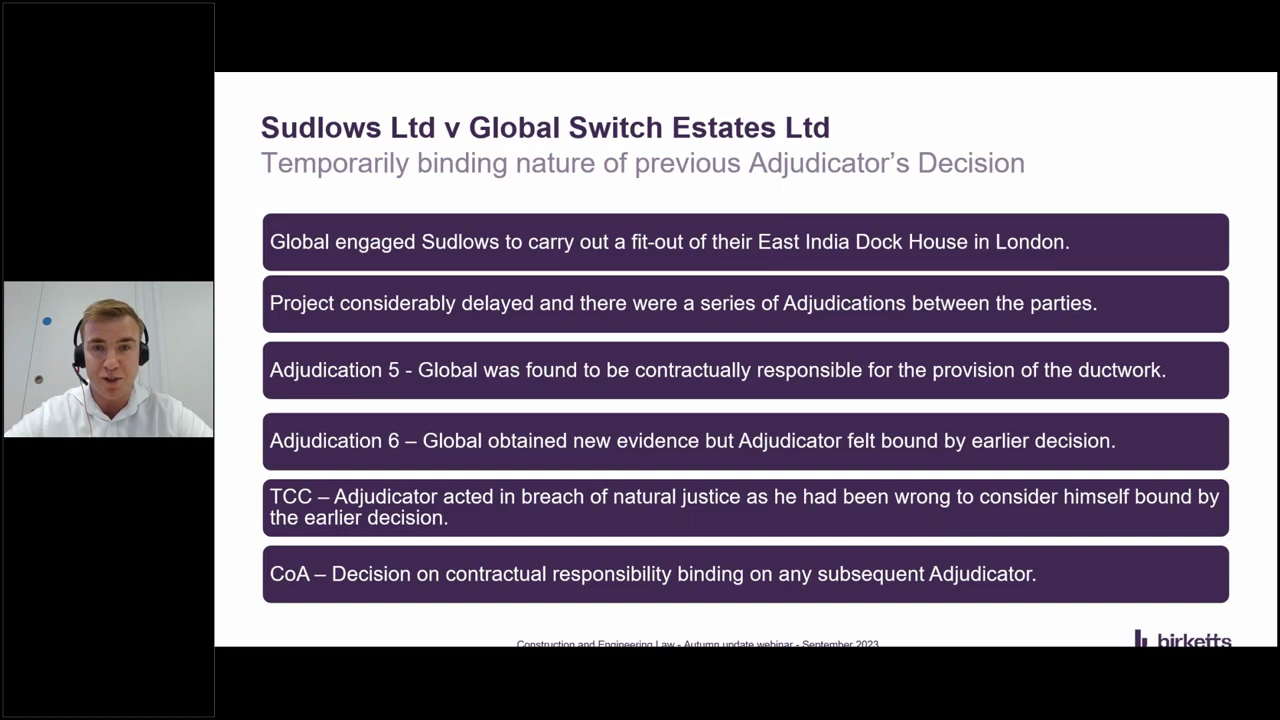 Sudlows Ltd v Global Switch Estates Ltd
Temporarily binding nature of previous Adjudicator’s Decision
Global engaged Sudlows to carry out a fit-out of their East India Dock House in London.
Project considerably delayed and there were a series of Adjudications between the parties.
Adjudication 5 - Global was found to be contractually responsible for the provision of the ductwork.
Adjudication 6 – Global obtained new evidence but Adjudicator felt bound by earlier decision.
TCC – Adjudicator acted in breach of natural justice as he had been wrong to consider himself bound by
the earlier decision.
CoA – Decision on contractual responsibility binding on any subsequent Adjudicator.
Construction and Engineering Law - Autumn update webinar - September 2023
birketts